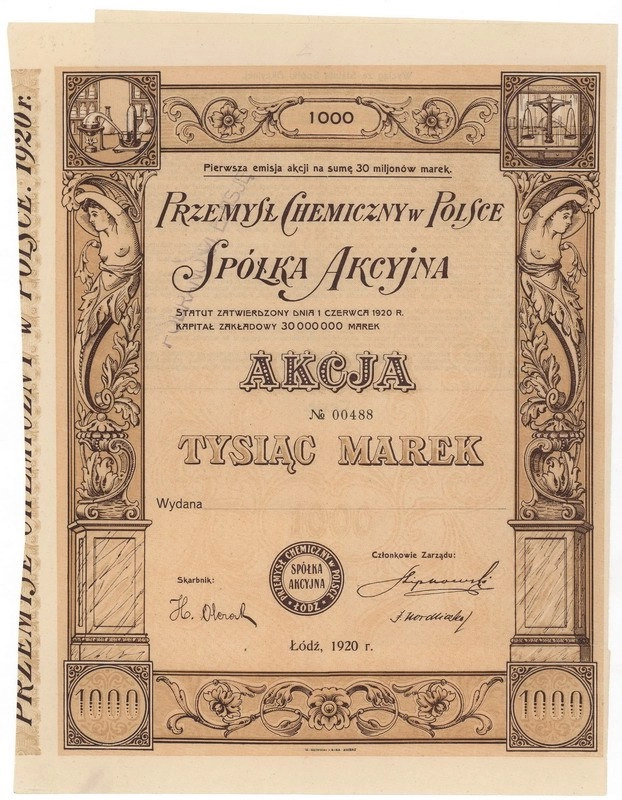 1000
Pierwsza emisja akcji na sumę 30 miljonów marek.
PRZEMYSŁ CHEMICZNY w POLSCE
SPÓŁKA AKCYJNA
STATUT ZATWIERDZONY DNIA 1 CZERWCA 1920 R.
KAPITAŁ ZAKŁADOWY 30 000 000 MAREK
AKCJA
№ 00488
TYSIĄC MAREK
Wydana
Skarbnik:
PRZEMYSŁ CHEMICZNY w POLSCE
SPÓŁKA
AKCYJNA
ŁÓDŹ
Członkowie Zarządu:
H.
Łódź, 1920 r.
1000
1000
W POLSCE. 1920 r.